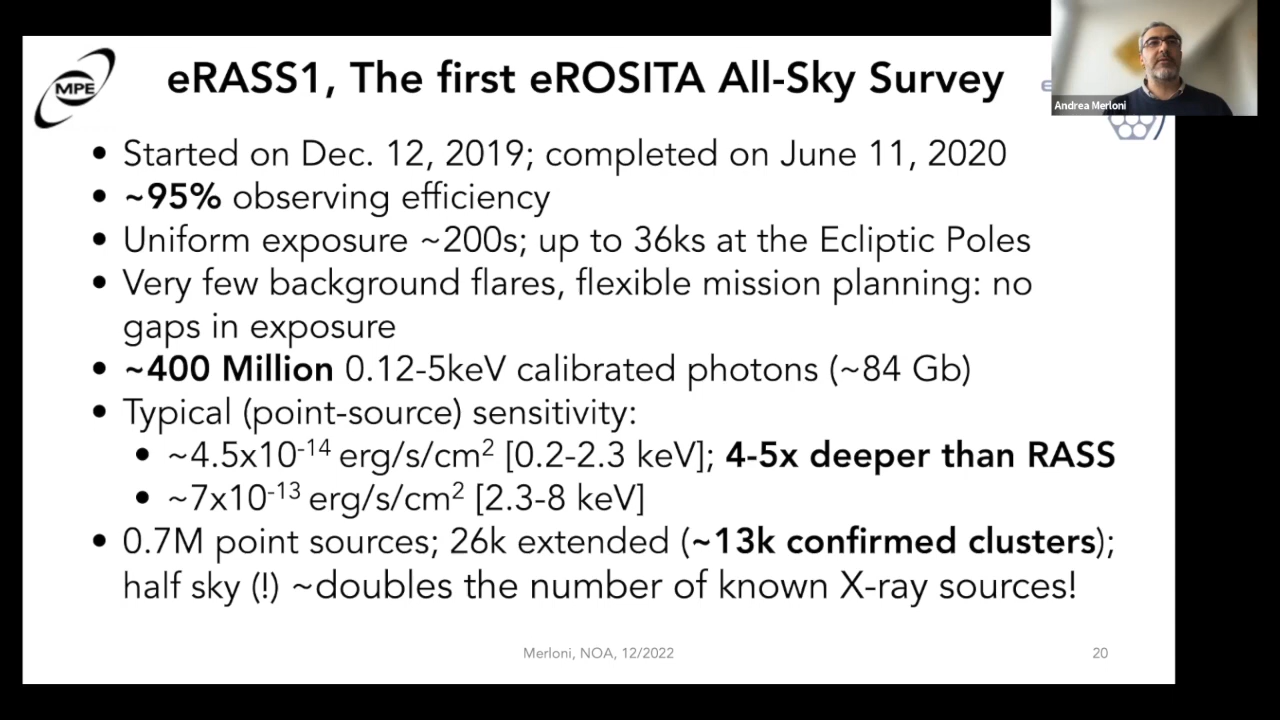 MPE
eRASS1, The first eROSITA All-Sky Survey
e
Andrea Merloni
• Started on Dec. 12, 2019; completed on June 11, 2020
• ~95% observing efficiency
• Uniform exposure ~200s; up to 36ks at the Ecliptic Poles
• Very few background flares, flexible mission planning: no
gaps in exposure
• ~400 Million 0.12-5keV calibrated photons (~84 Gb)
• Typical (point-source) sensitivity:
• ~4.5x10⁻¹⁴ erg/s/cm² [0.2-2.3 keV]; 4-5x deeper than RASS
• ~7x10⁻¹³ erg/s/cm² [2.3-8 keV]
• 0.7M point sources; 26k extended (~13k confirmed clusters);
half sky (!) ~doubles the number of known X-ray sources!
Merloni, NOA, 12/2022
20